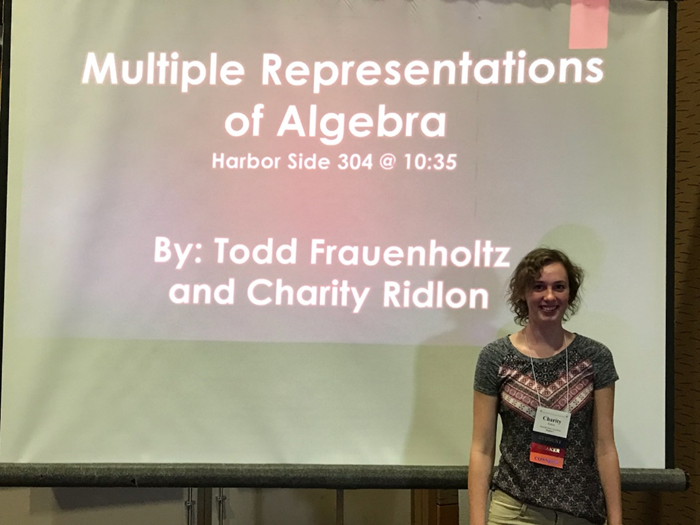 Multiple Representations
of Algebra
Harbor Side 304 @ 10:35
By: Todd Frauenholtz
and Charity Ridlon
Charity